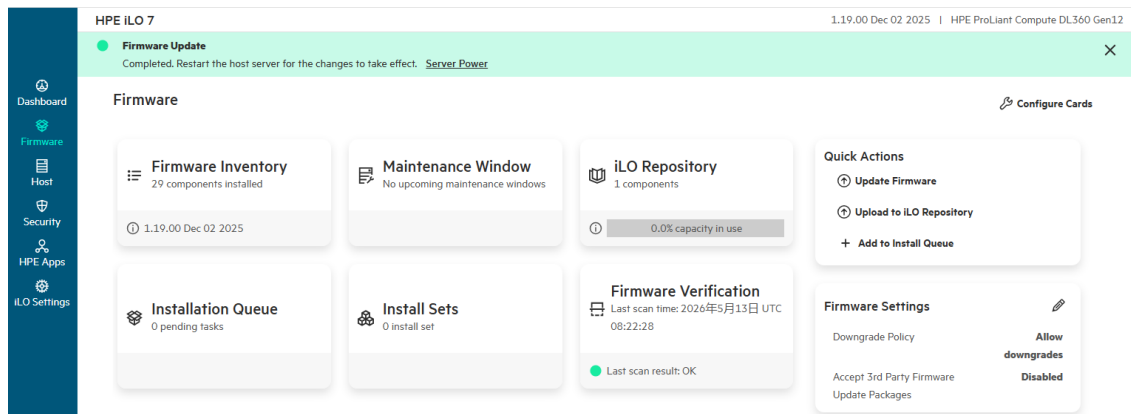 HPE iLO 7
1.19.00 Dec 02 2025 | HPE ProLiant Compute DL360 Gen12
Firmware Update
Completed. Restart the host server for the changes to take effect. Server Power
Dashboard
Firmware
Host
Security
HPE Apps
iLO Settings
Firmware
Configure Cards
Firmware Inventory
29 components installed
1.19.00 Dec 02 2025
Maintenance Window
No upcoming maintenance windows
iLO Repository
1 components
0.0% capacity in use
Installation Queue
0 pending tasks
Install Sets
0 install set
Firmware Verification
Last scan time: 2026年5月13日 UTC
08:22:28
Last scan result: OK
Quick Actions
Update Firmware
Upload to iLO Repository
Add to Install Queue
Firmware Settings
Downgrade Policy Allow
downgrades
Accept 3rd Party Firmware Disabled
Update Packages